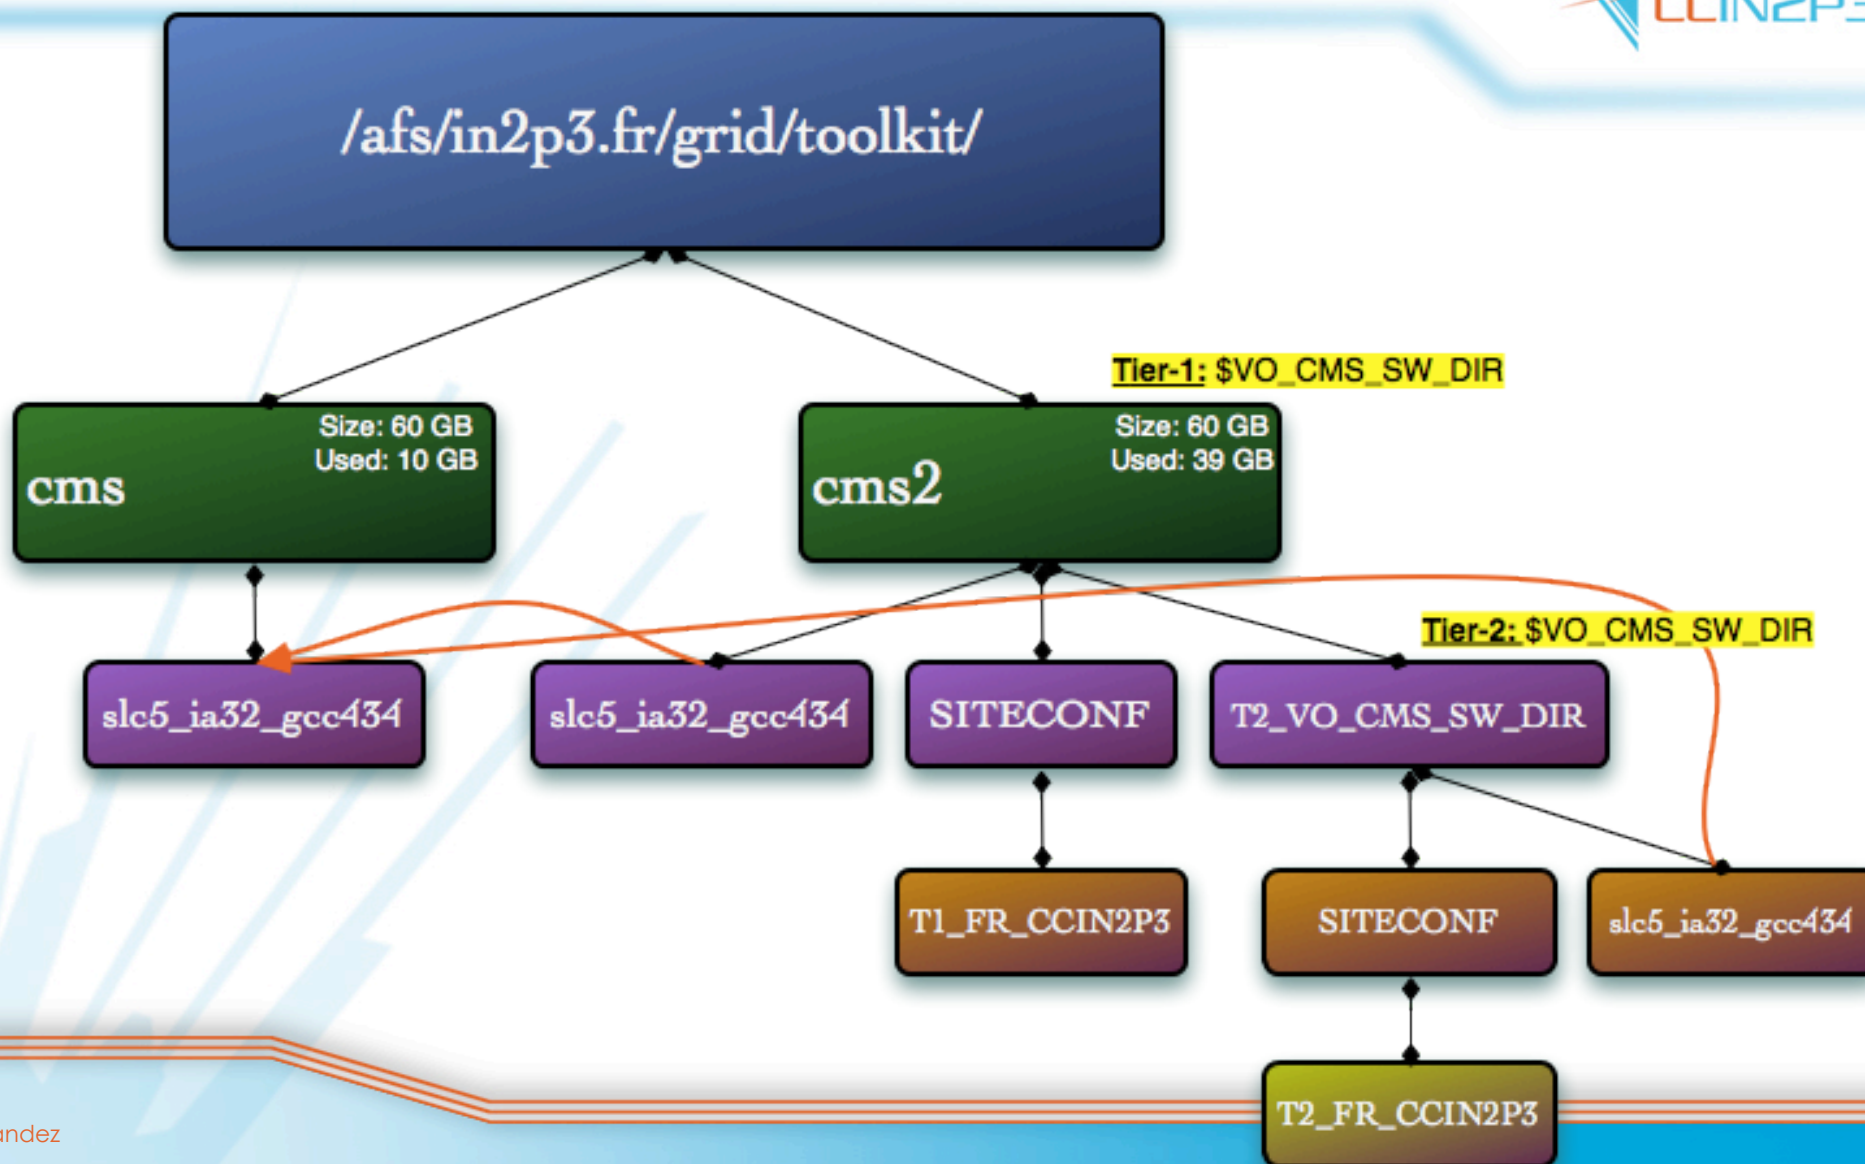 CCIN2P3
/afs/in2p3.fr/grid/toolkit/
Tier-1: $VO_CMS_SW_DIR
Size: 60 GB
Used: 10 GB
cms
Size: 60 GB
Used: 39 GB
cms2
Tier-2: $VO_CMS_SW_DIR
slc5_ia32_gcc434
slc5_ia32_gcc434
SITECONF
T2_VO_CMS_SW_DIR
T1_FR_CCIN2P3
SITECONF
slc5_ia32_gcc434
T2_FR_CCIN2P3